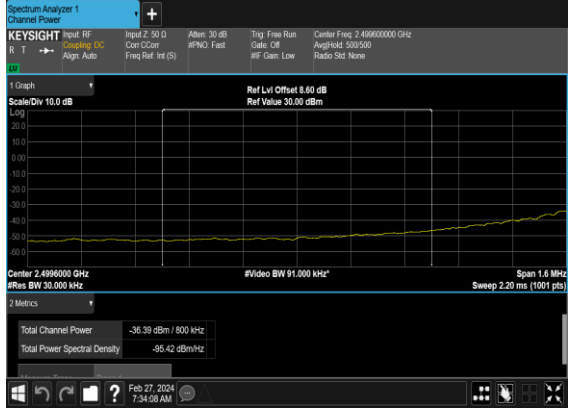 Spectrum Analyzer 1
Channel Power
+
KEYSIGHT
R T
LXI
Input: RF
Coupling: DC
Align: Auto
Input Z: 50 Ω
Corr CCorr
Freq Ref: Int (S)
Atten: 30 dB
#PNO: Fast
Trig: Free Run
Gate: Off
#IF Gain: Low
Center Freq: 2.499600000 GHz
Avg|Hold: 500/500
Radio Std: None
1 Graph
Scale/Div 10.0 dB
Ref Lvl Offset 8.60 dB
Ref Value 30.00 dBm
Log
20.0
10.0
0.00
-10.0
-20.0
-30.0
-40.0
-50.0
-60.0
Center 2.4996000 GHz
#Video BW 91.000 kHz*
Span 1.6 MHz
#Res BW 30.000 kHz
Sweep 2.20 ms (1001 pts)
2 Metrics
Total Channel Power -36.39 dBm / 800 kHz
Total Power Spectral Density -95.42 dBm/Hz
?
Feb 27, 2024
7:34:08 AM